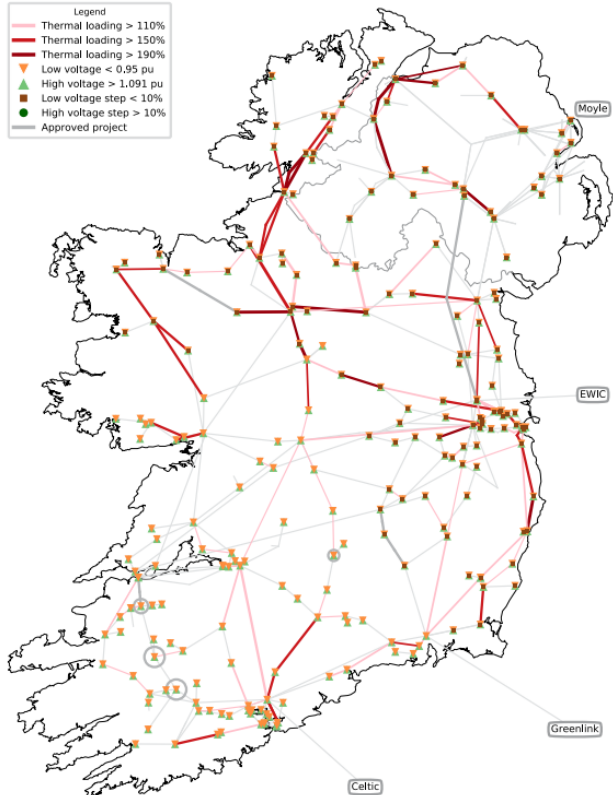 Legend
Thermal loading > 110%
Thermal loading > 150%
Thermal loading > 190%
Low voltage < 0,95 pu
High voltage > 1,091 pu
Low voltage step < 10%
High voltage step > 10%
Approved project
Moyle
EWIC
Greenlink
Celtic